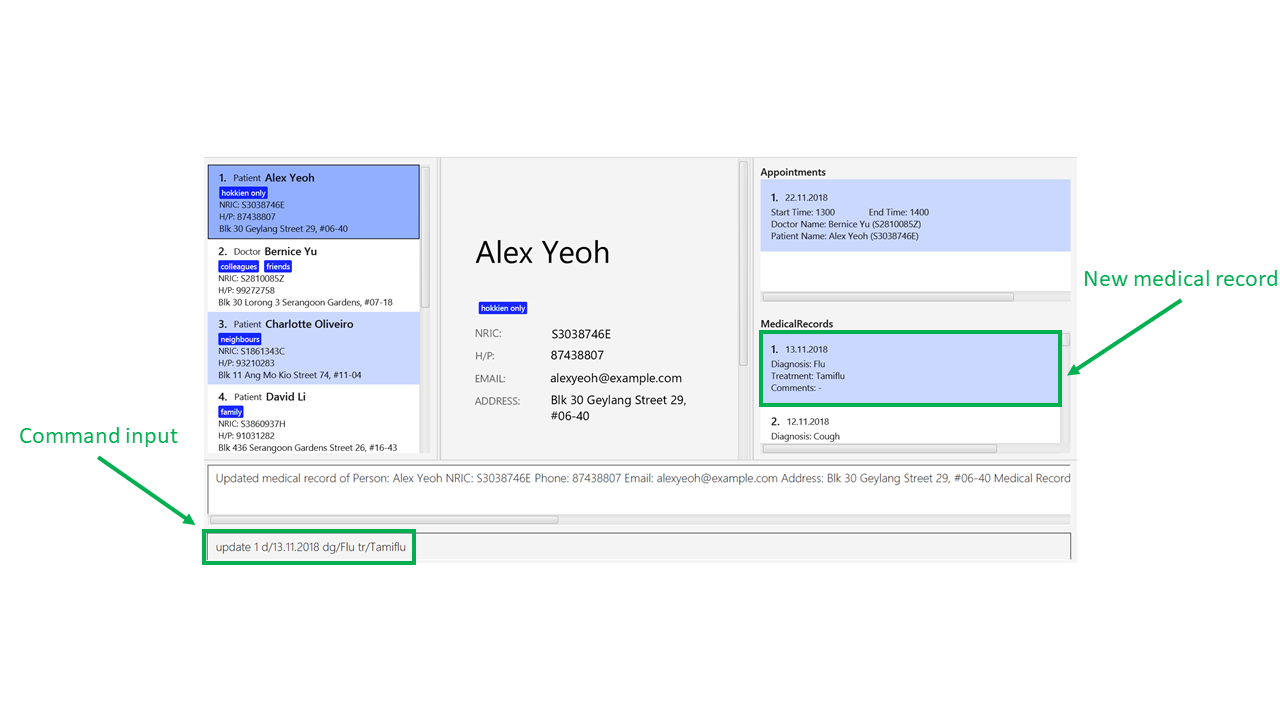 1. Patient Alex Yeoh
hokkien only
NRIC: S3038746E
H/P: 87438807
Blk 30 Geylang Street 29, #06-40
2. Doctor Bernice Yu
colleagues friends
NRIC: S2810085Z
H/P: 99272758
Blk 30 Lorong 3 Serangoon Gardens, #07-18
3. Patient Charlotte Oliveiro
neighbours
NRIC: S1861343C
H/P: 93210283
Blk 11 Ang Mo Kio Street 74, #11-04
4. Patient David Li
family
NRIC: S3860937H
H/P: 91031282
Blk 436 Serangoon Gardens Street 26, #16-43
Alex Yeoh
hokkien only
NRIC: S3038746E
H/P: 87438807
EMAIL: alexyeoh@example.com
ADDRESS: Blk 30 Geylang Street 29,
#06-40
Appointments
1. 22.11.2018
Start Time: 1300 End Time: 1400
Doctor Name: Bernice Yu (S2810085Z)
Patient Name: Alex Yeoh (S3038746E)
MedicalRecords
1. 13.11.2018
Diagnosis: Flu
Treatment: Tamiflu
Comments: -
2. 12.11.2018
Diagnosis: Cough
New medical record
Command input
Updated medical record of Person: Alex Yeoh NRIC: S3038746E Phone: 87438807 Email: alexyeoh@example.com Address: Blk 30 Geylang Street 29, #06-40 Medical Record
update 1 d/13.11.2018 dg/Flu tr/Tamiflu